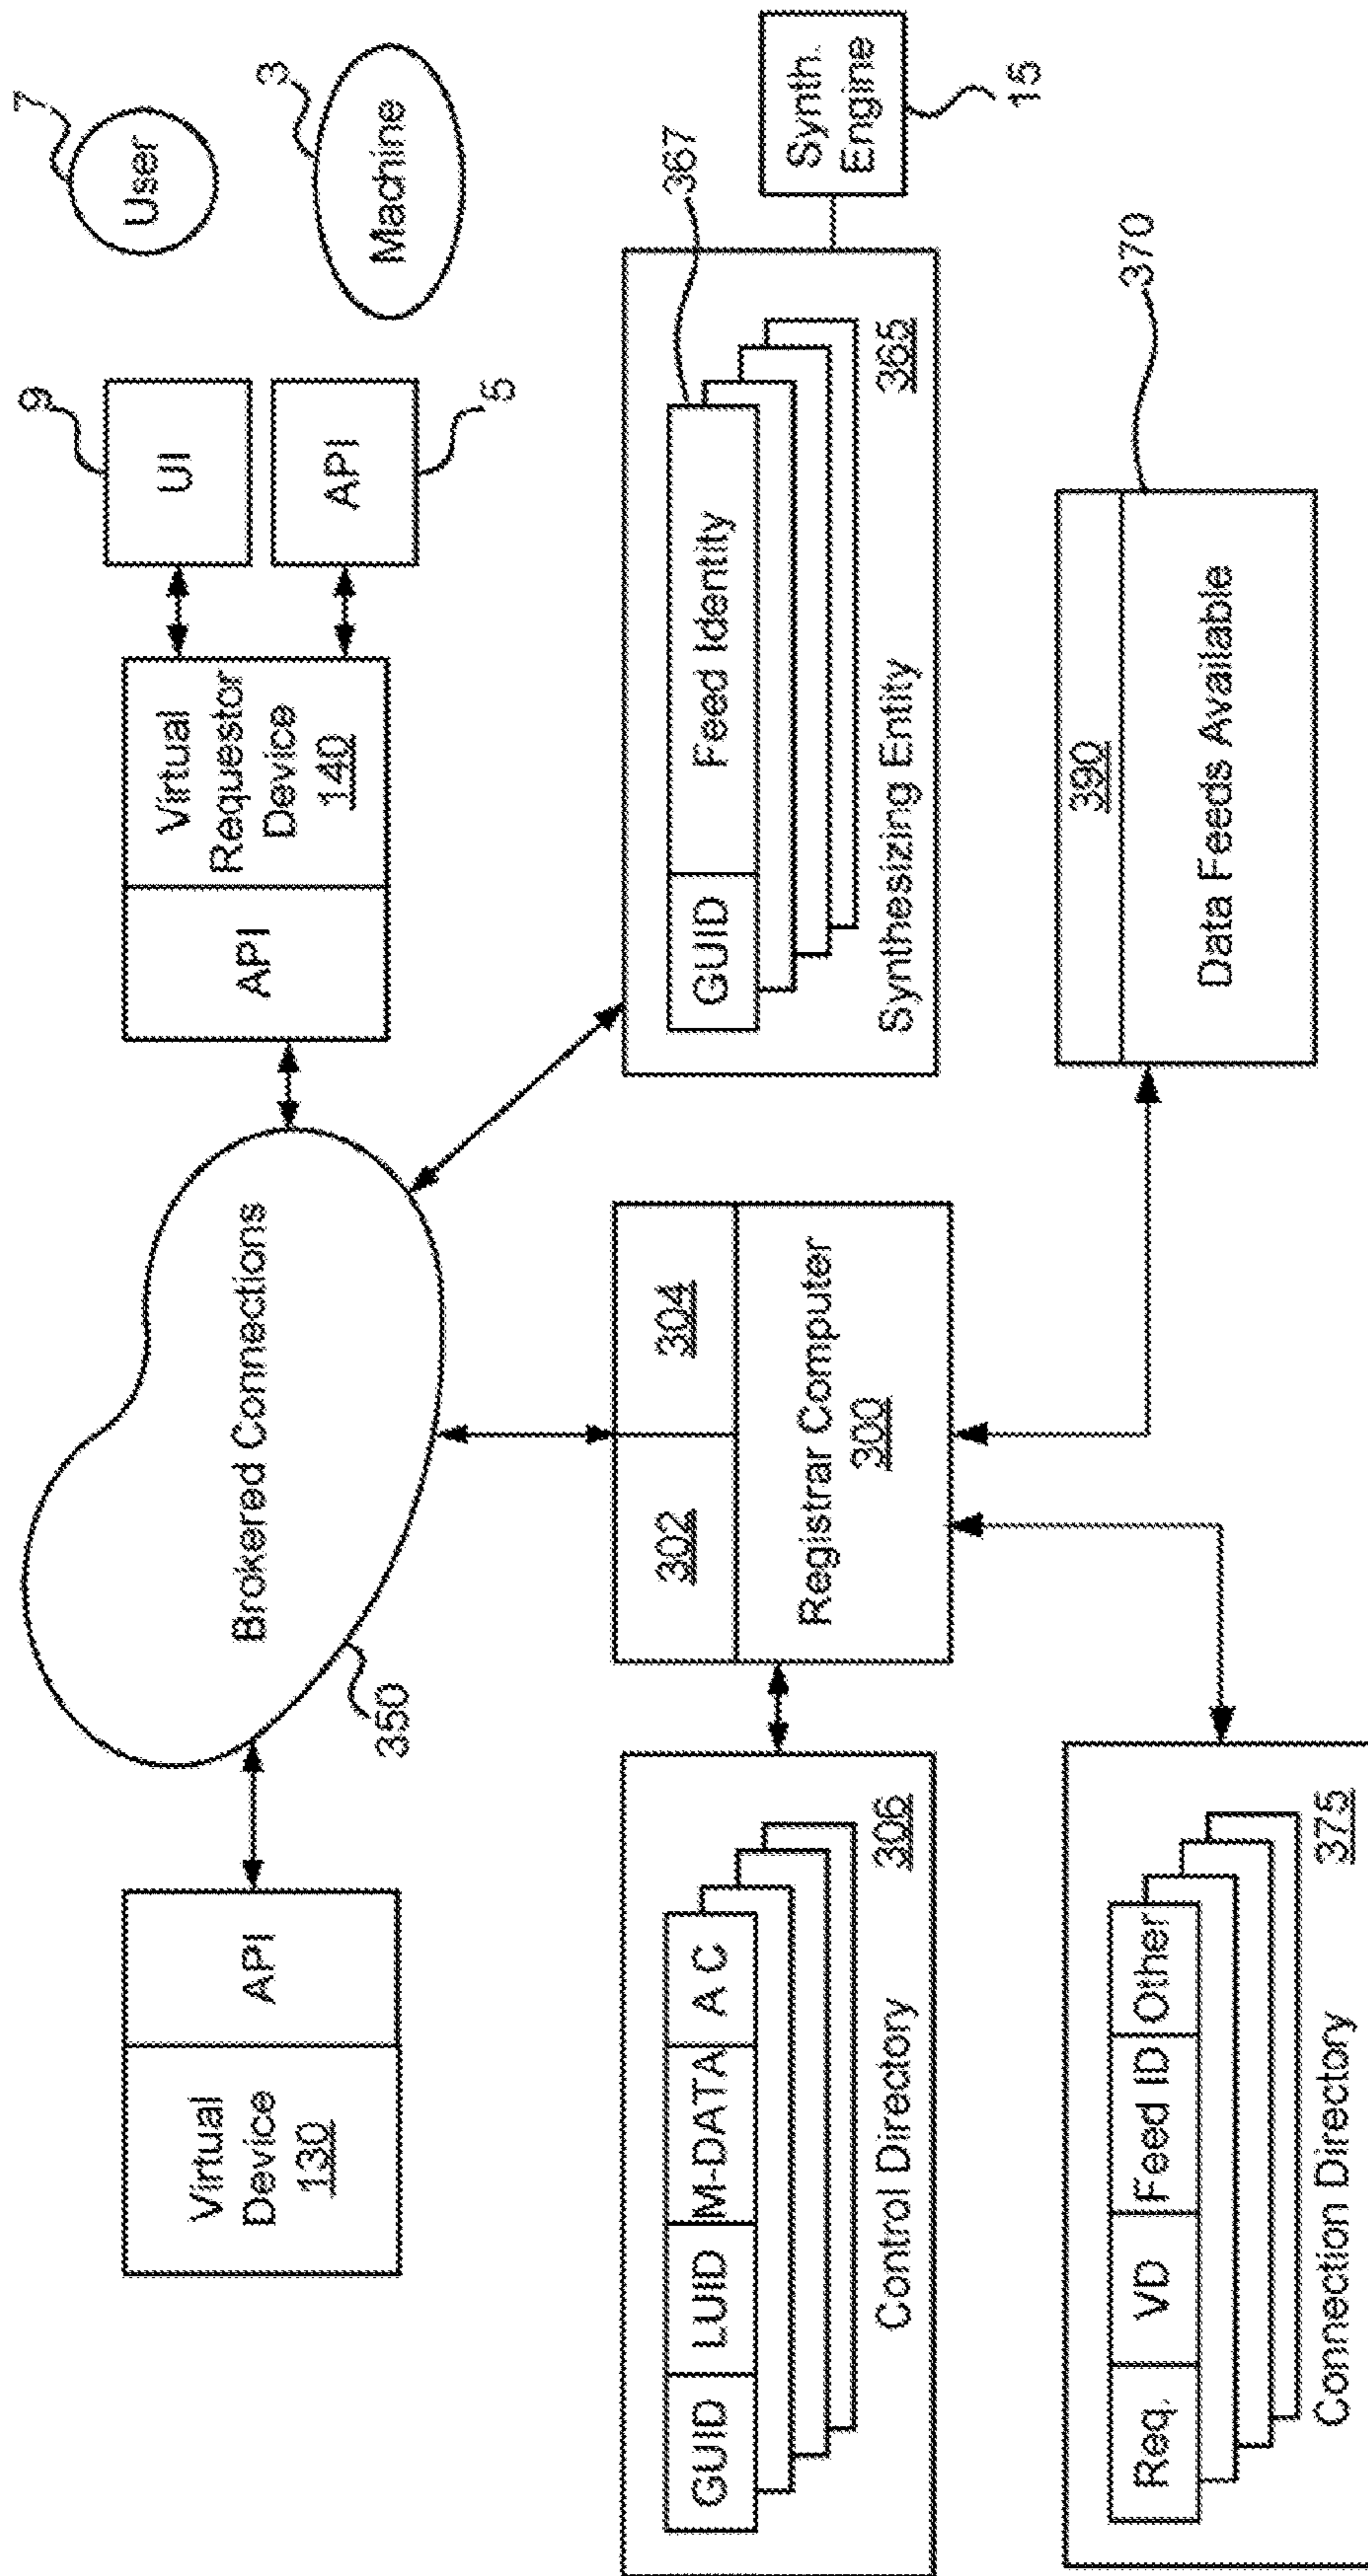 Virtual
Device
130
API
350
Brokered Connections
API
Virtual
Requestor
Device
140
9
UI
API
5
7
User
3
Machine
GUID
LUID
M-DATA
A C
306
Control Directory
302
304
Registrar Computer
300
GUID
Feed Identity
367
365
Synthesizing Entity
Synth.
Engine
15
Req.
VD
Feed ID
Other
375
Connection Directory
390
Data Feeds Available
370